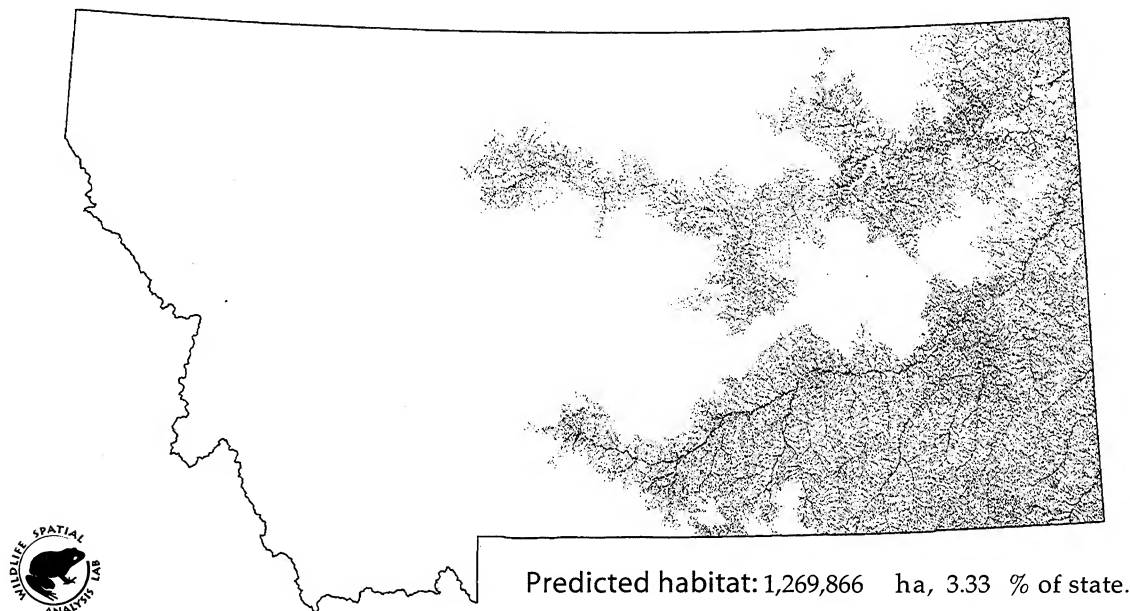 WILDLIFE SPATIAL
ANALYSIS LAB
Predicted habitat: 1,269,866 ha, 3.33 % of state.